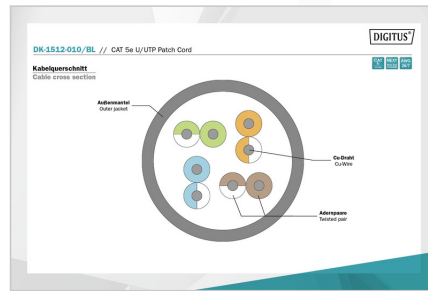 DIGITUS®
DK-1512-010/BL // CAT 5e U/UTP Patch Cord
Kabelquerschnitt
Cable cross section
Außenmantel
Outer jacket
Cu-Draht
Cu-Wire
Adernpaare
Twisted pair